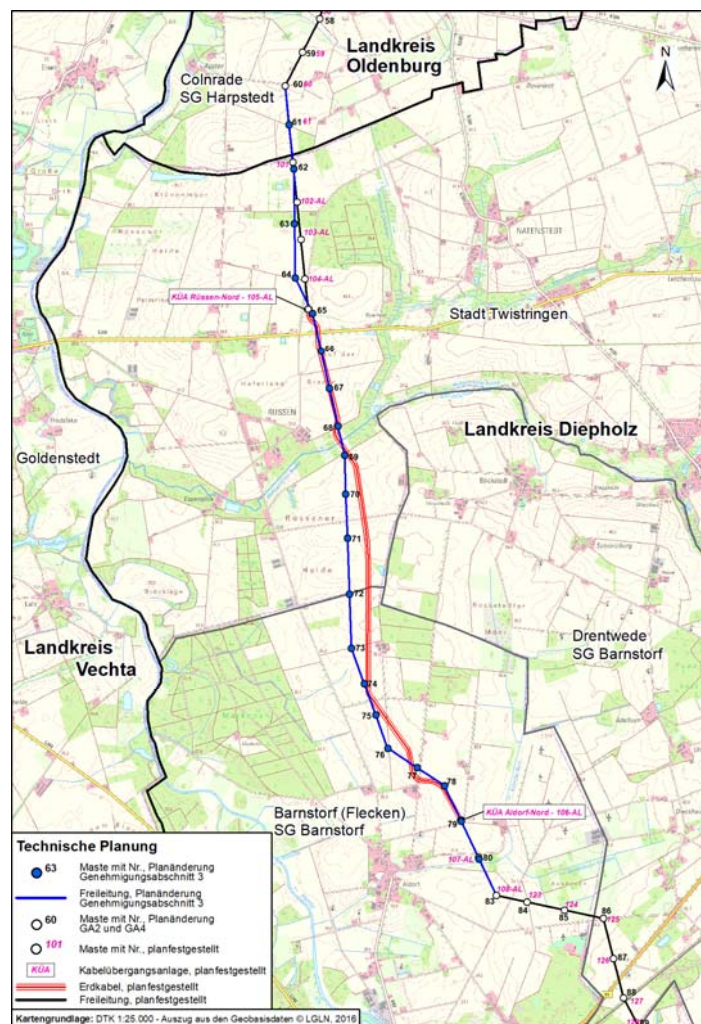 58
Landkreis
Oldenburg
N
59 59
Colnrade
SG Harpstedt
60 60
61 61
101
62
102-AL
63
103-AL
NATENSTEDT
64
104-AL
KÜA Rüssen-Nord - 105-AL
65
Stadt Twistringen
66
67
RÜSSEN
68
Landkreis Diepholz
Goldenstedt
69
70
Rüssener
71
Heide
72
Drentwede
SG Barnstorf
Landkreis
Vechta
73
74
75
76
77
78
Barnstorf (Flecken)
SG Barnstorf
79
KÜA Aldorf-Nord - 106-AL
107-AL
80
108-AL
83
123
84
124
85
86
125
87
126
88
127
Technische Planung
63 Maste mit Nr., Planänderung
Genehmigungsabschnitt 3
Freileitung, Planänderung
Genehmigungsabschnitt 3
60 Maste mit Nr., Planänderung
GA2 und GA4
101 Maste mit Nr., planfestgestellt
KÜA Kabelübergangsanlage, planfestgestellt
Erdkabel, planfestgestellt
Freileitung, planfestgestellt
Kartengrundlage: DTK 1:25.000 - Auszug aus den Geobasisdaten © LGLN, 2016